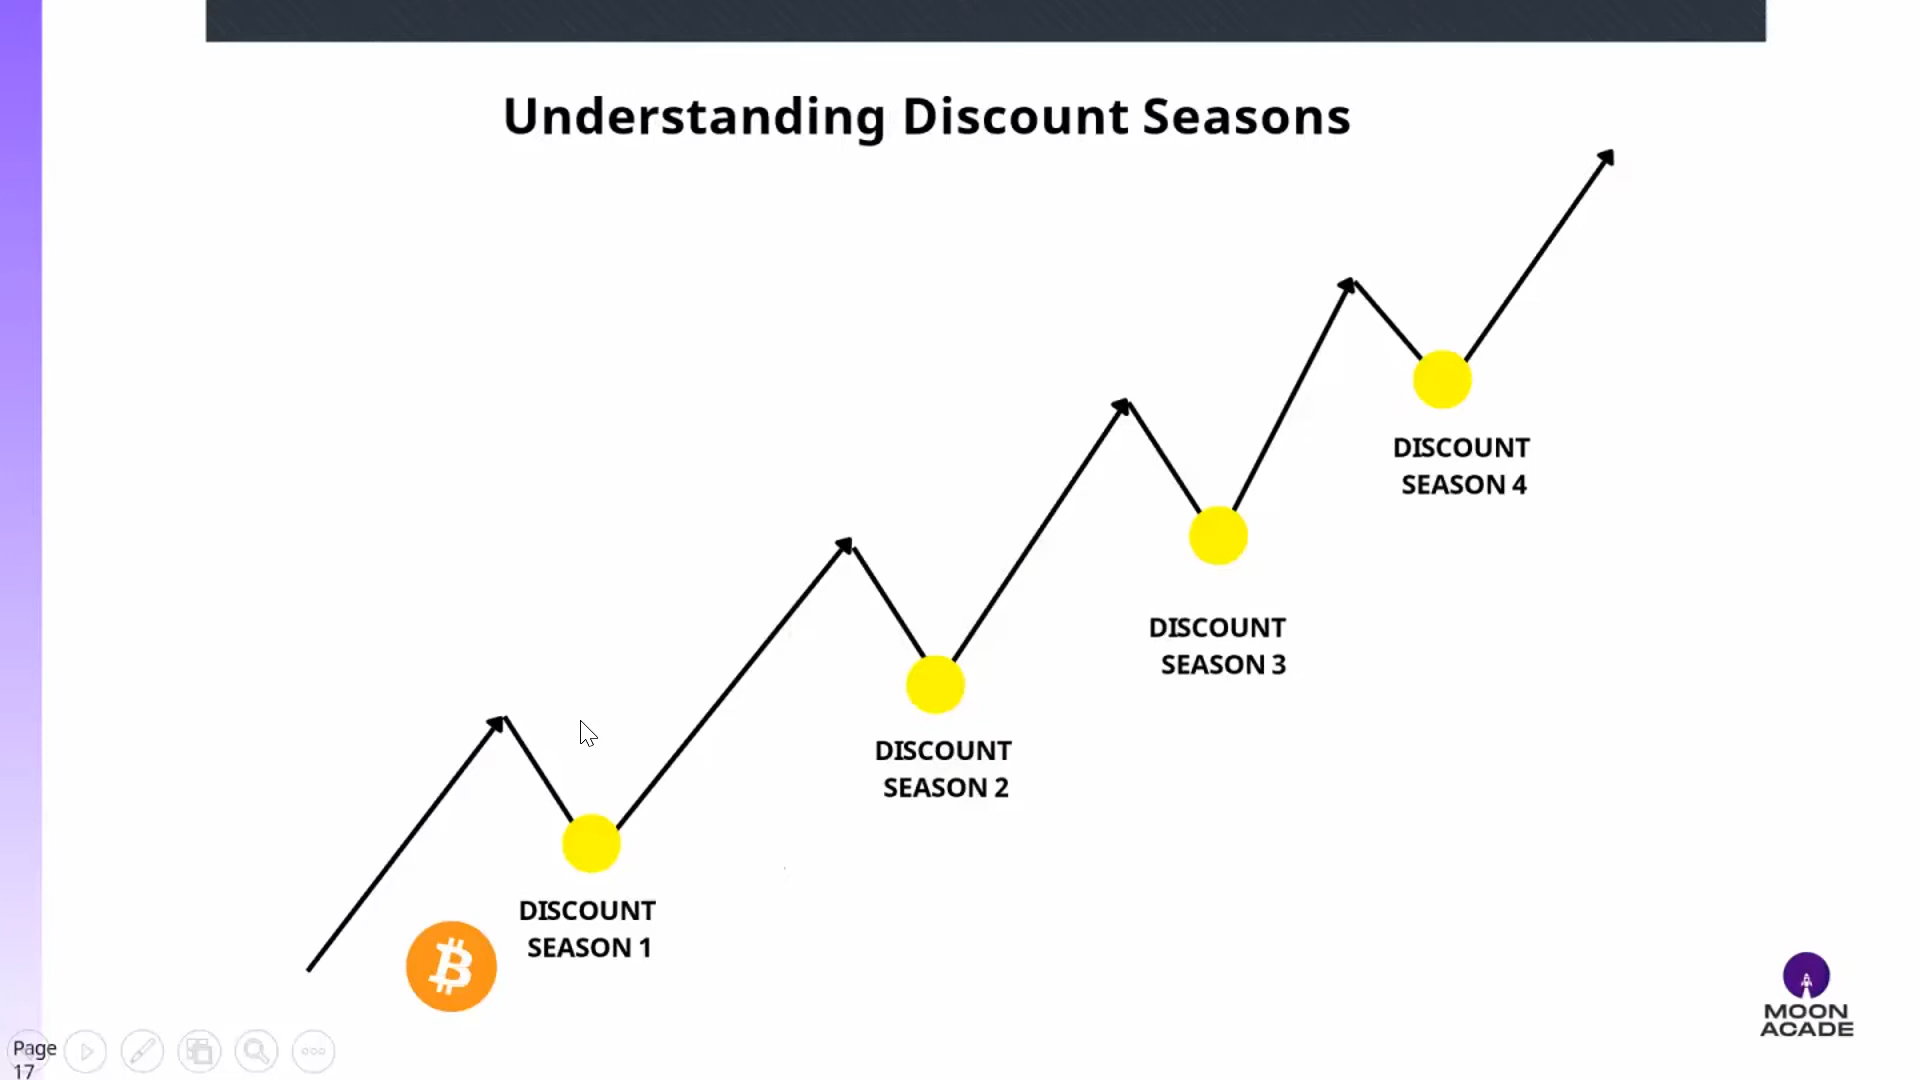 Understanding Discount Seasons
DISCOUNT
SEASON 4
DISCOUNT
SEASON 3
DISCOUNT
SEASON 2
DISCOUNT
SEASON 1
MOON
ACADE
Page
17